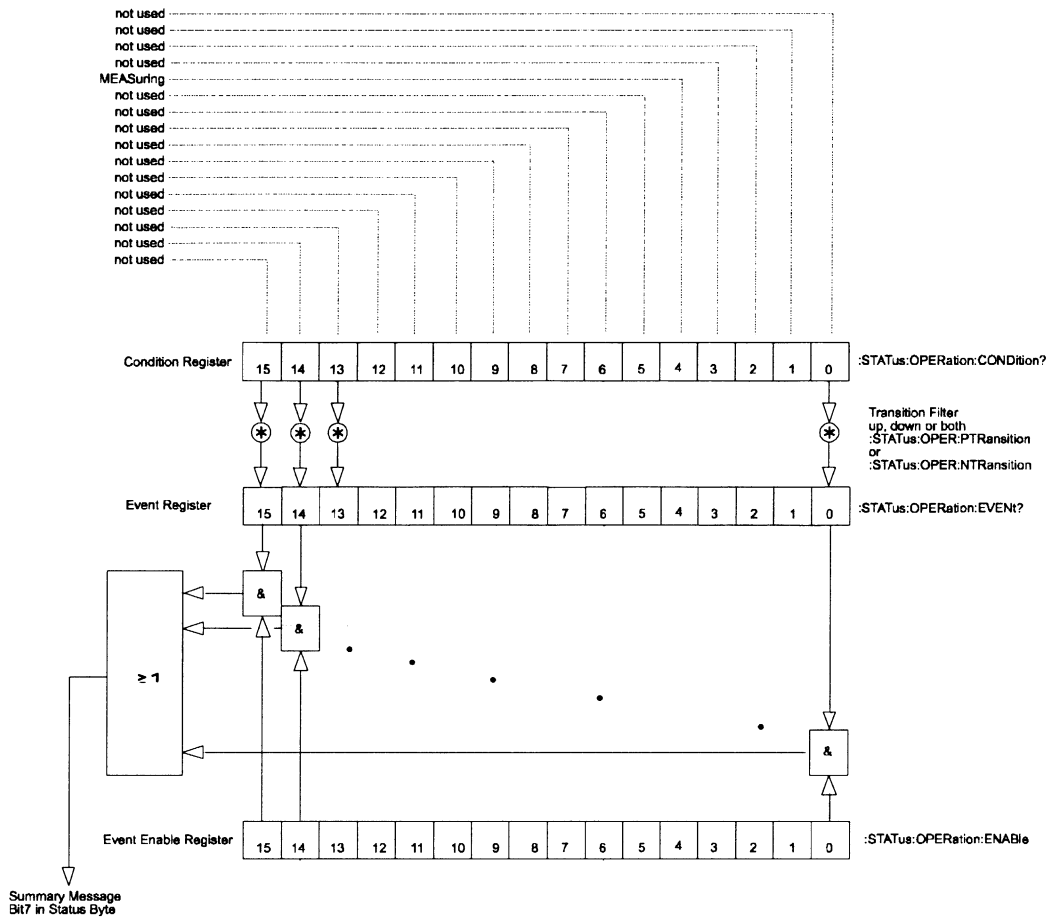 not used
not used
not used
not used
MEASuring
not used
not used
not used
not used
not used
not used
not used
not used
not used
not used
not used
Condition Register 15 14 13 12 11 10 9 8 7 6 5 4 3 2 1 0 :STATus:OPERation:CONDition?
* * * *
Transition Filter
up, down or both
:STATus:OPER:PTRansition
or
:STATus:OPER:NTRansition
Event Register 15 14 13 12 11 10 9 8 7 6 5 4 3 2 1 0 :STATus:OPERation:EVENt?
&
&
≥ 1
&
Event Enable Register 15 14 13 12 11 10 9 8 7 6 5 4 3 2 1 0 :STATus:OPERation:ENABle
Summary Message
Bit7 in Status Byte